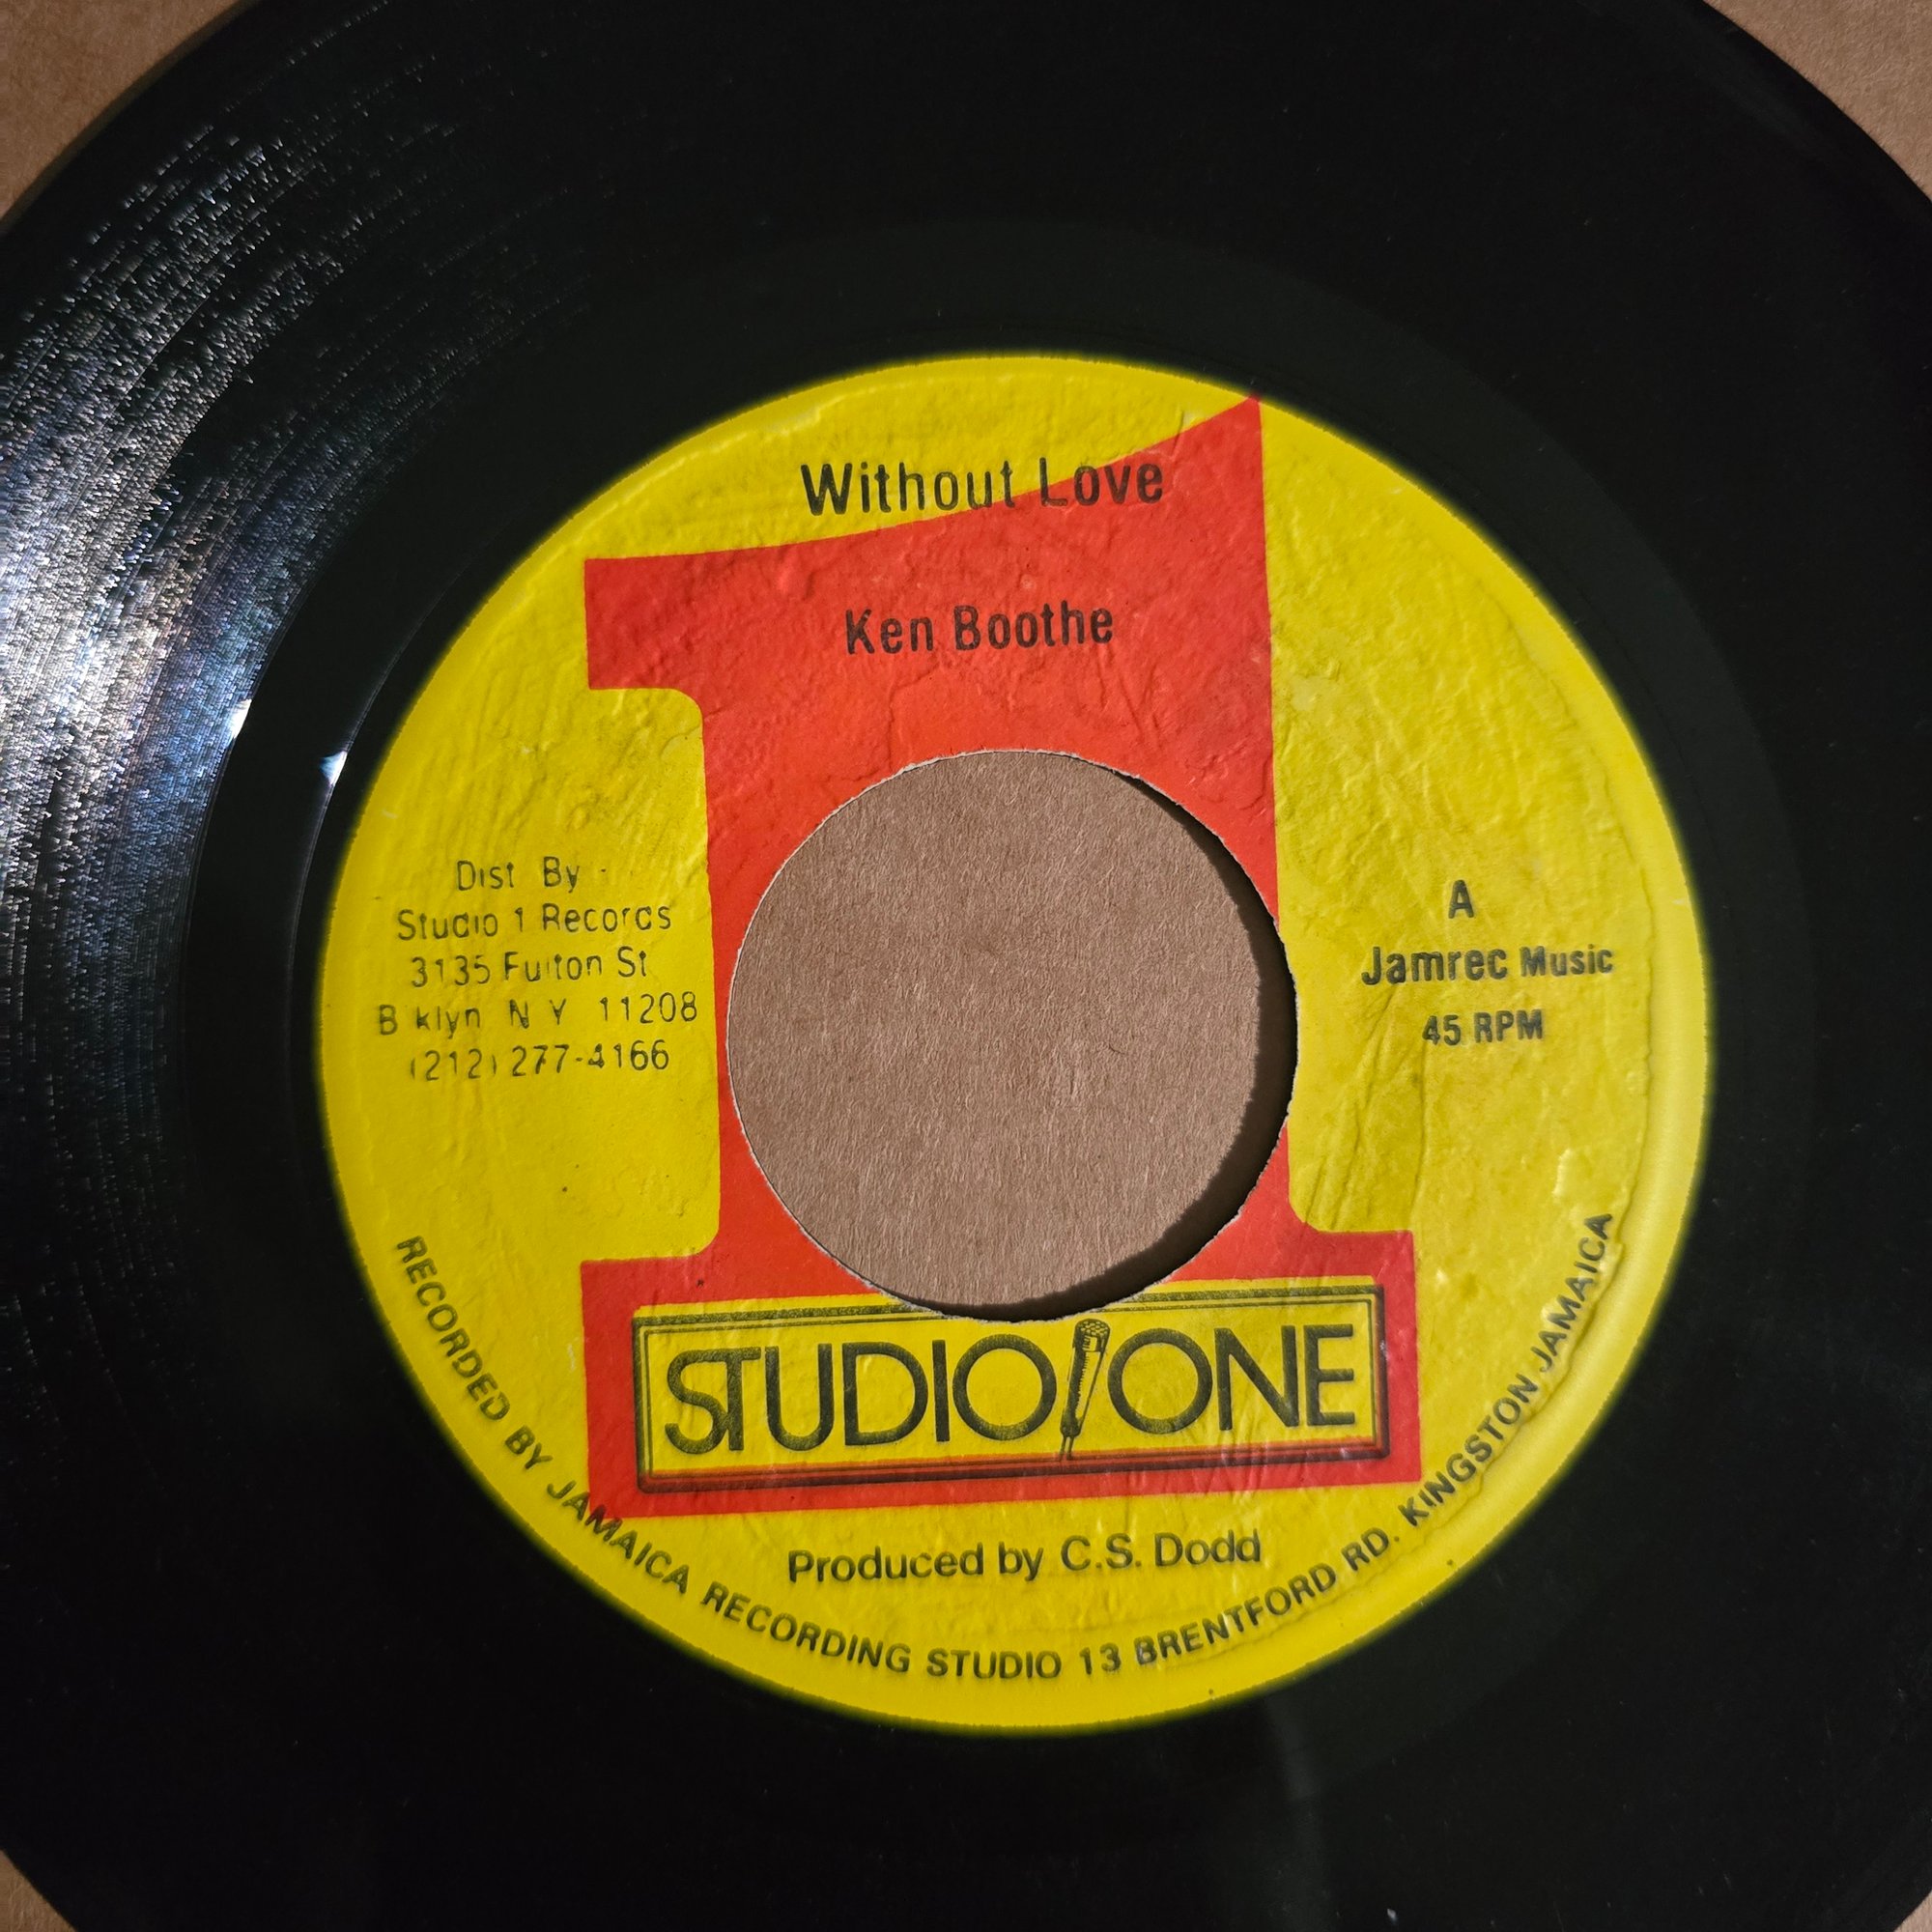 Without Love
Ken Boothe
Dist By
Studio 1 Records
3135 Fulton St
B klyn N Y 11208
(212) 277-4166
A
Jamrec Music
45 RPM
STUDIO ONE
Produced by C.S. Dodd
RECORDED BY JAMAICA RECORDING STUDIO 13 BRENTFORD RD. KINGSTON JAMAICA